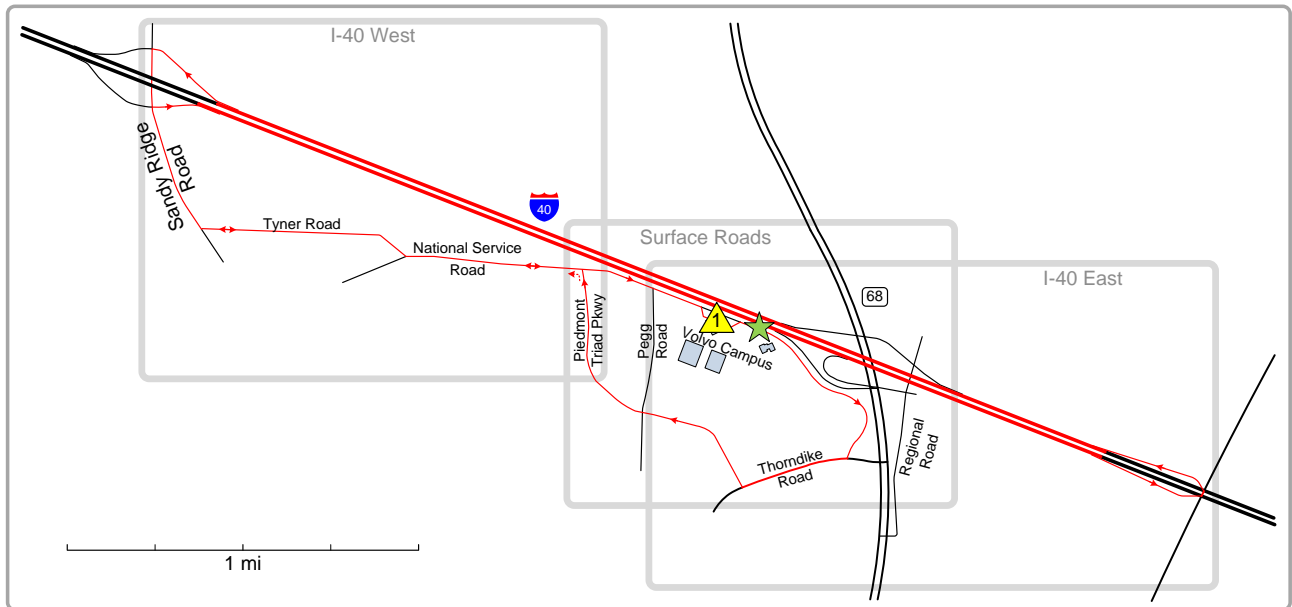 I-40 West
Sandy Ridge
Road
Tyner Road
40
National Service
Road
Surface Roads
I-40 East
68
Piedmont
Triad Pkwy
Pegg
Road
1
Volvo Campus
Regional
Road
Thorndike
Road
1 mi